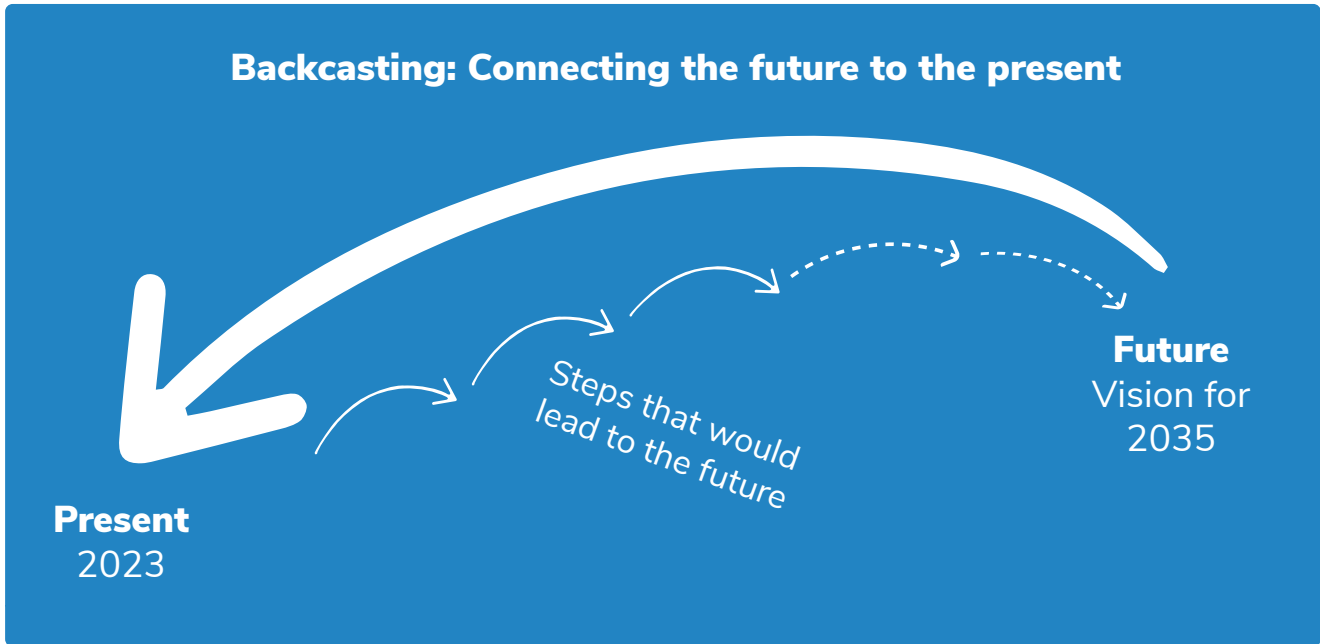 Backcasting: Connecting the future to the present
Future
Vision for
2035
Steps that would
lead to the future
Present
2023